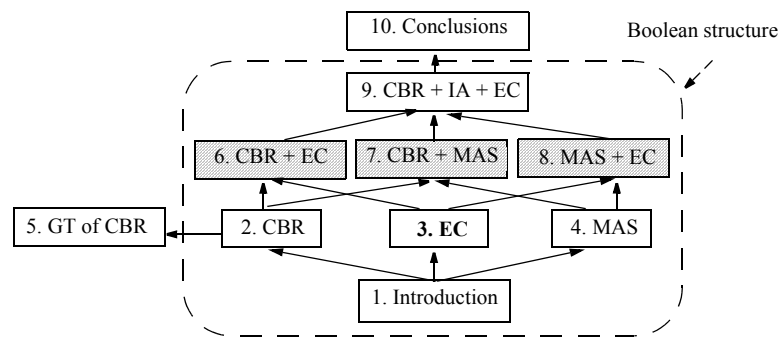 10. Conclusions
Boolean structure
9. CBR + IA + EC
6. CBR + EC
7. CBR + MAS
8. MAS + EC
5. GT of CBR
2. CBR
3. EC
4. MAS
1. Introduction